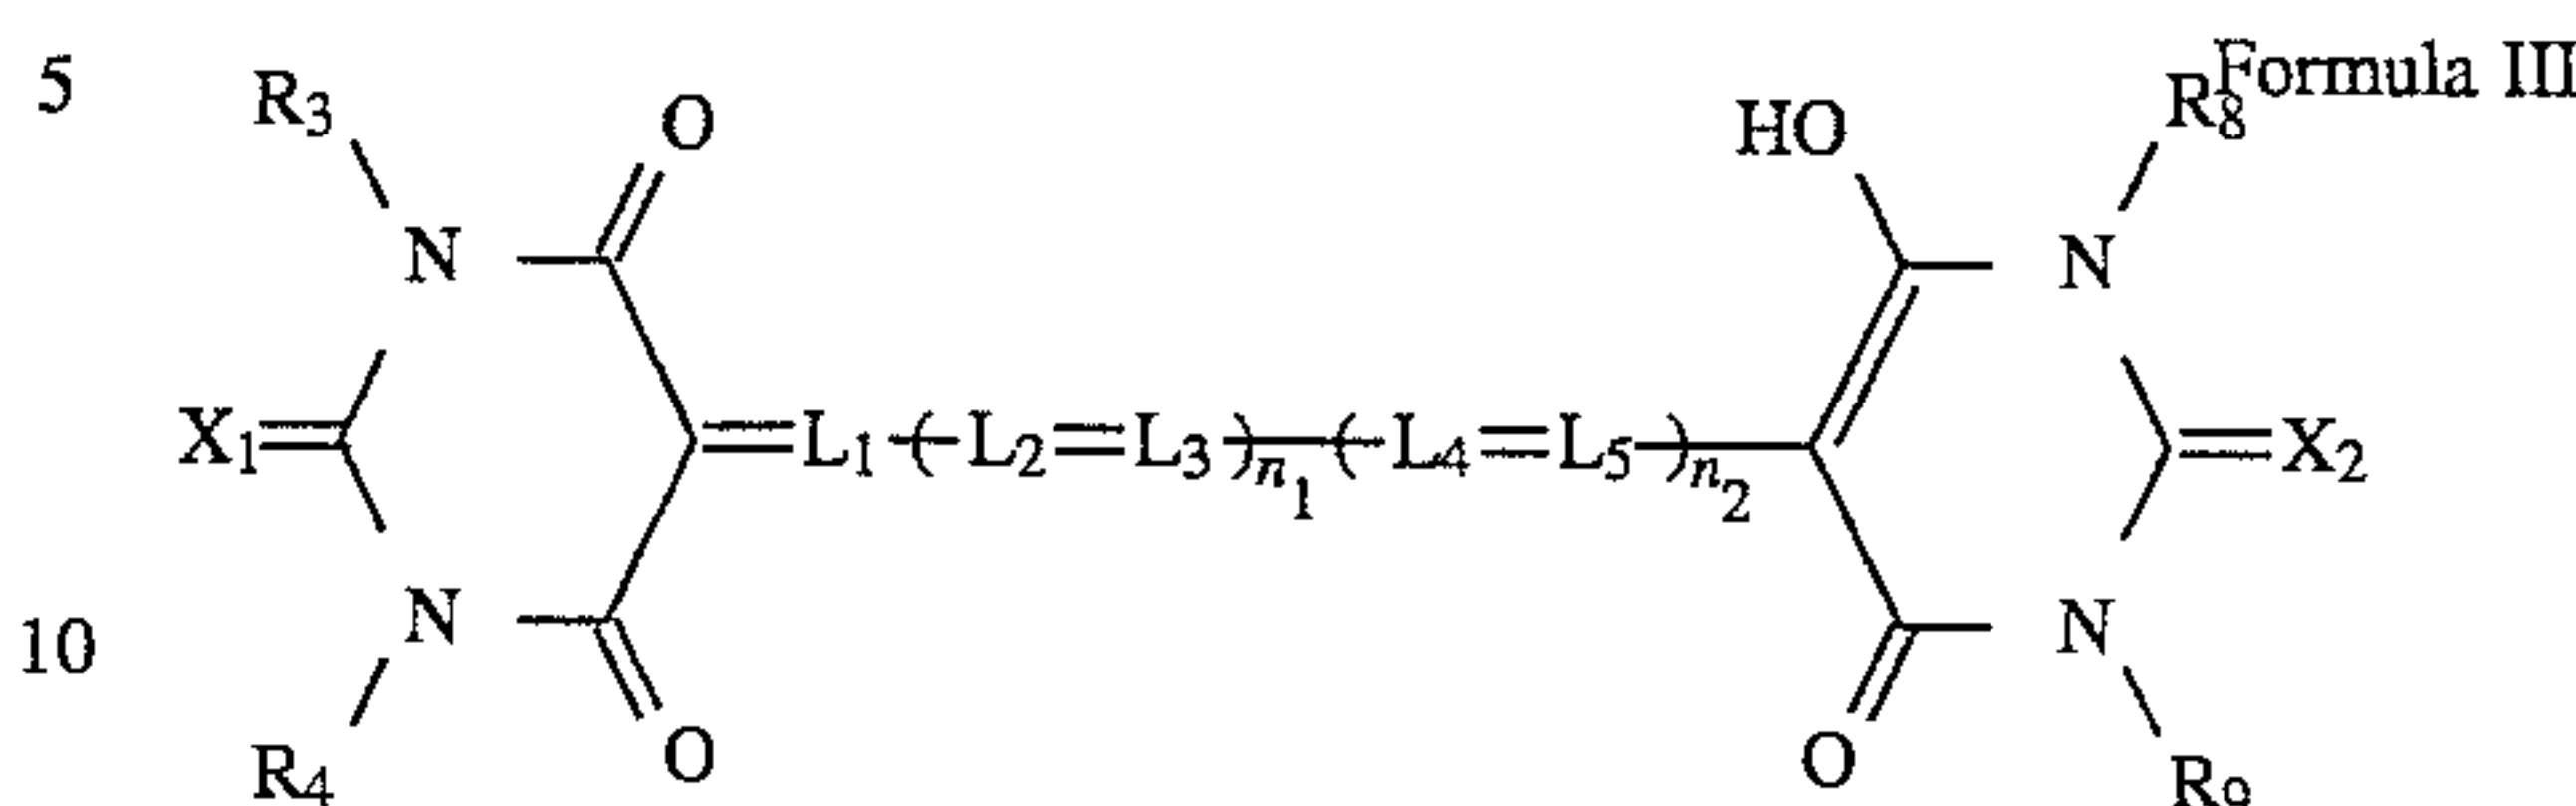 5 R3 O HO R8 Formula III
N N
X1 L1 ( L2 L3 )n1 ( L4 L5 )n2 X2
10 N N
R4 O O R9